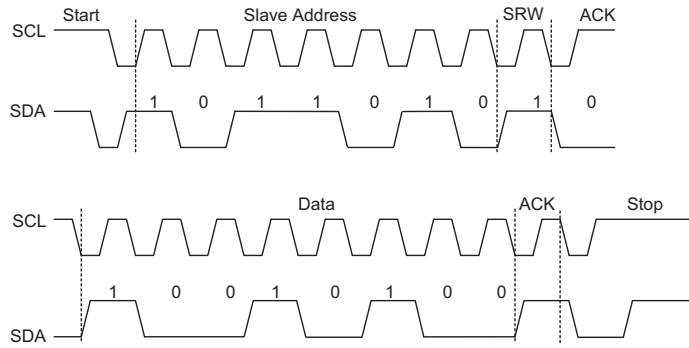 Start Slave Address SRW ACK
SCL
1 0 1 1 0 1 0 1 0
SDA
Data ACK Stop
SCL
1 0 0 1 0 1 0 0
SDA